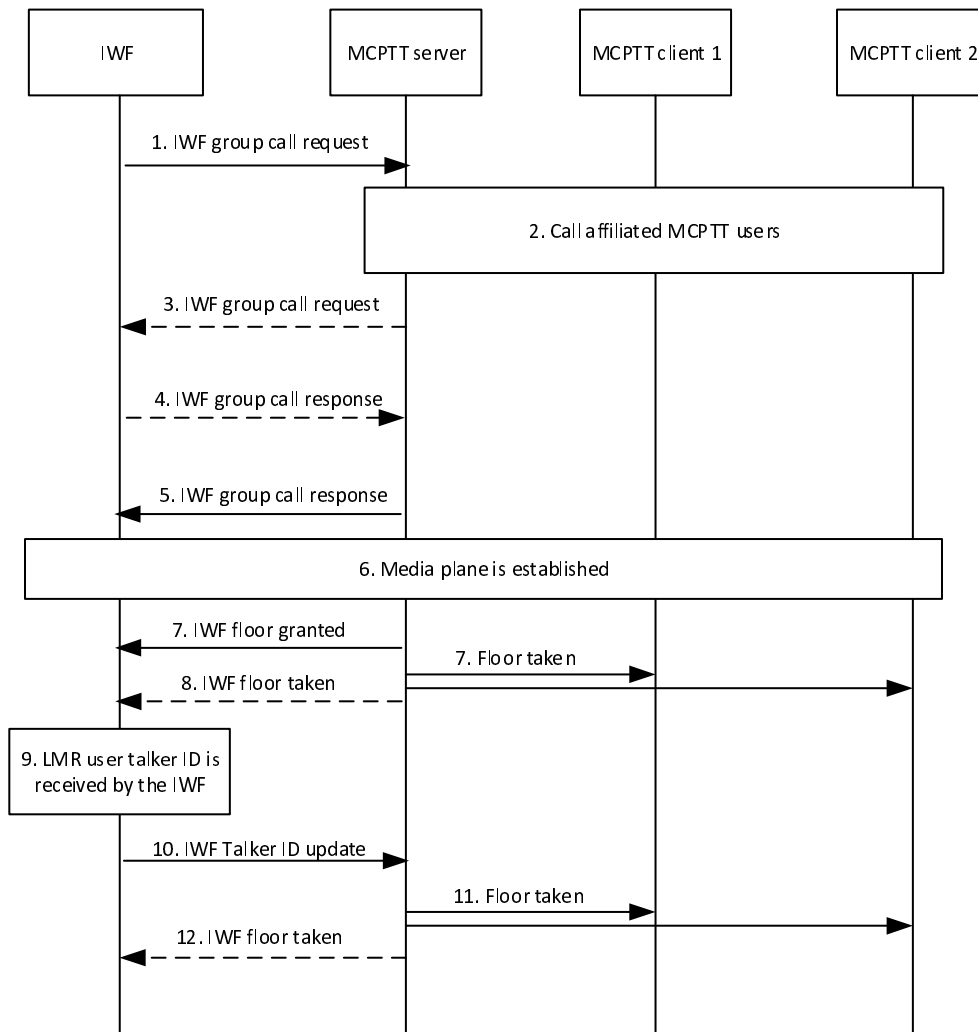 IWF
MCPTT server
MCPTT client 1
MCPTT client 2
1. IWF group call request
2. Call affiliated MCPTT users
3. IWF group call request
4. IWF group call response
5. IWF group call response
6. Media plane is established
7. IWF floor granted
7. Floor taken
8. IWF floor taken
9. LMR user talker ID is
received by the IWF
10. IWF Talker ID update
11. Floor taken
12. IWF floor taken